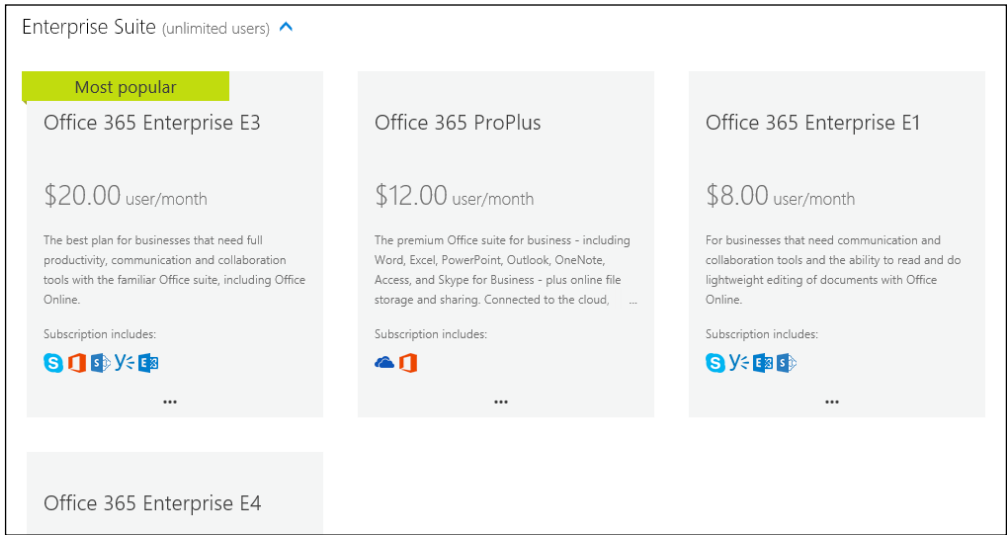 Enterprise Suite (unlimited users)
Most popular
Office 365 Enterprise E3
$20.00 user/month
The best plan for businesses that need full
productivity, communication and collaboration
tools with the familiar Office suite, including Office
Online.
Subscription includes:
...
Office 365 ProPlus
$12.00 user/month
The premium Office suite for business - including
Word, Excel, PowerPoint, Outlook, OneNote,
Access, and Skype for Business - plus online file
storage and sharing. Connected to the cloud, ...
Subscription includes:
...
Office 365 Enterprise E1
$8.00 user/month
For businesses that need communication and
collaboration tools and the ability to read and do
lightweight editing of documents with Office
Online.
Subscription includes:
...
Office 365 Enterprise E4